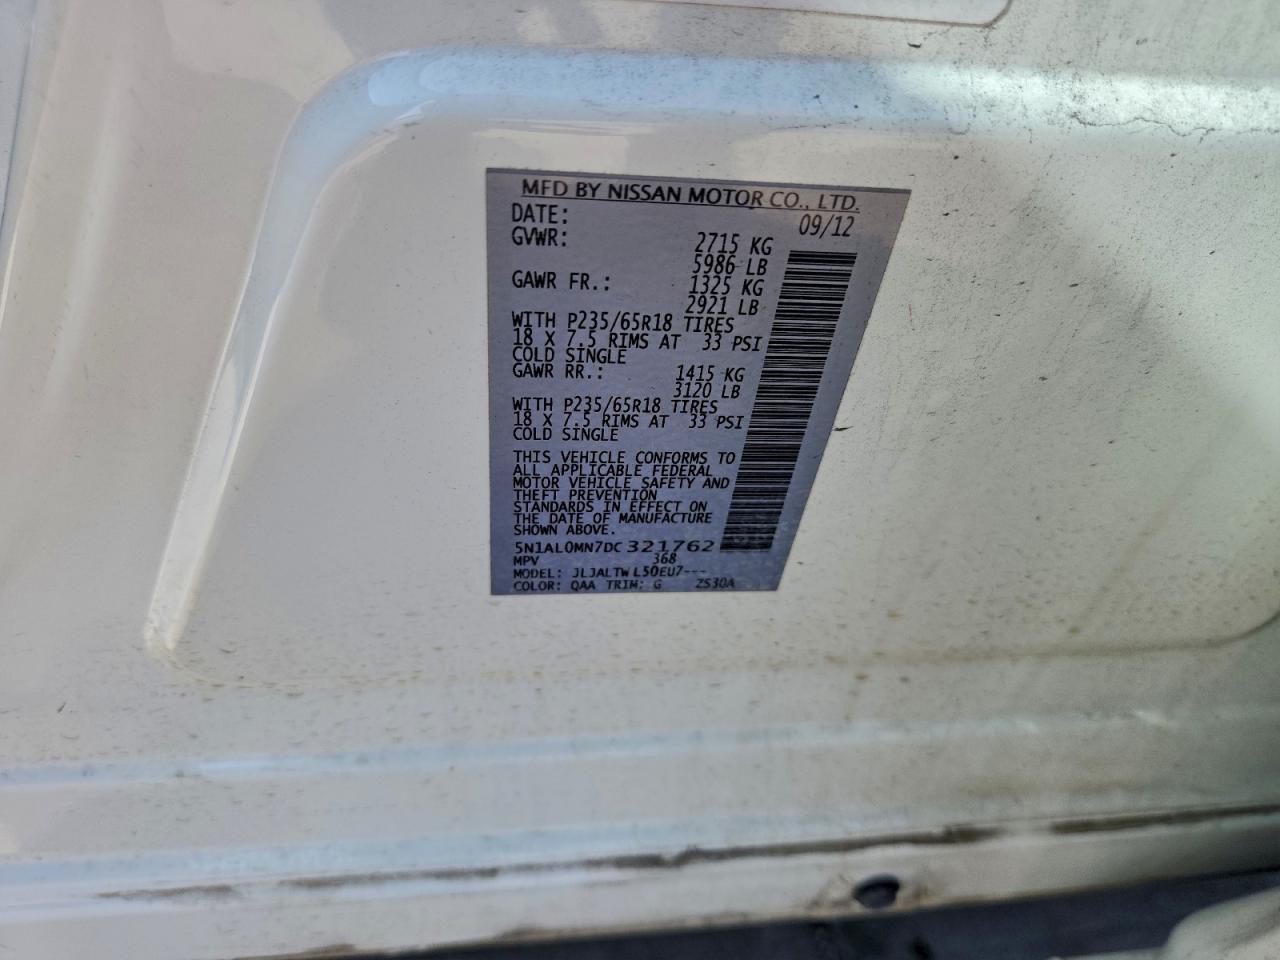 MFD BY NISSAN MOTOR CO., LTD.
DATE: 09/12
GVWR: 2715 KG
5986 LB
GAWR FR.: 1325 KG
2921 LB
WITH P235/65R18 TIRES
18 X 7.5 RIMS AT 33 PSI
COLD SINGLE
GAWR RR.: 1415 KG
3120 LB
WITH P235/65R18 TIRES
18 X 7.5 RIMS AT 33 PSI
COLD SINGLE
THIS VEHICLE CONFORMS TO
ALL APPLICABLE FEDERAL
MOTOR VEHICLE SAFETY AND
THEFT PREVENTION
STANDARDS IN EFFECT ON
THE DATE OF MANUFACTURE
SHOWN ABOVE.
5N1AL0MN7DC321762
MPV 368
MODEL: JLJALTW L50EU7---
COLOR: QAA TRIM: G ZS30A